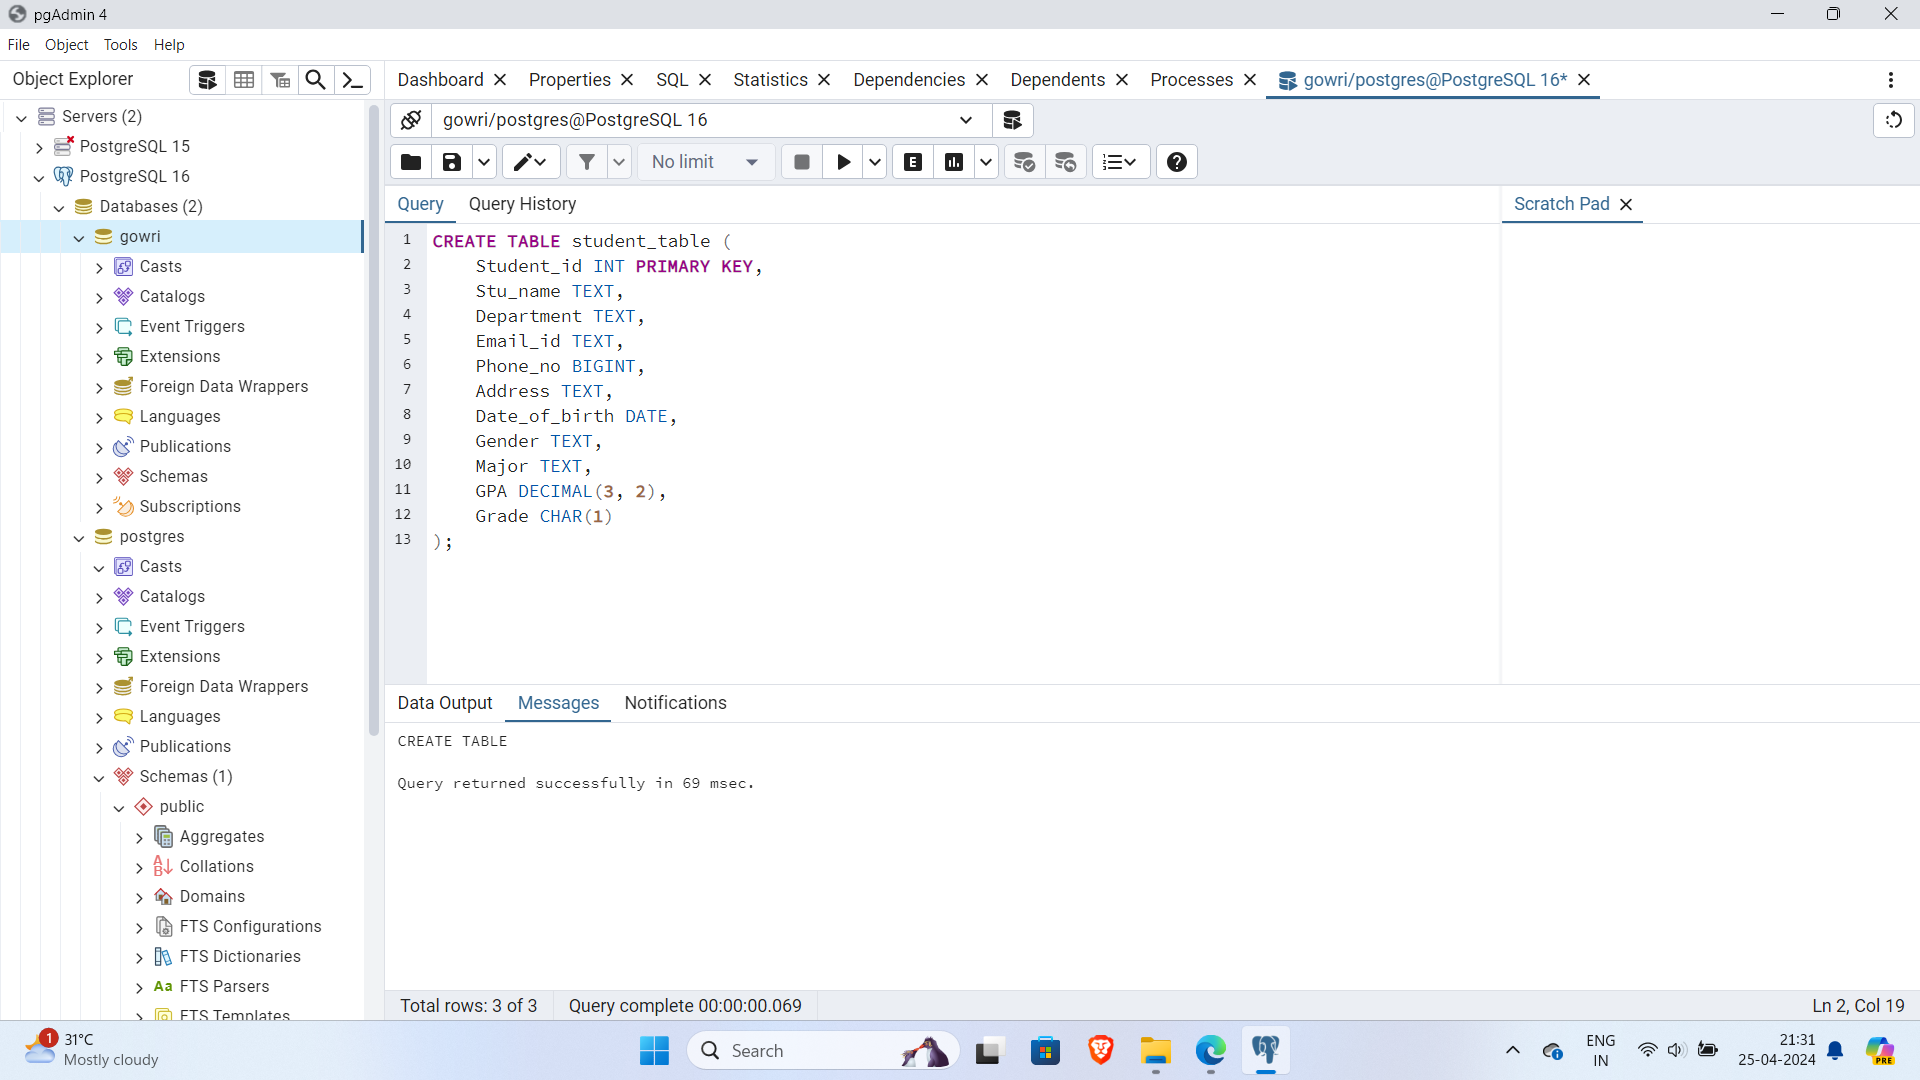 pgAdmin 4
File Object Tools Help
Object Explorer
Dashboard Properties SQL Statistics Dependencies Dependents Processes gowri/postgres@PostgreSQL 16*
Servers (2)
PostgreSQL 15
PostgreSQL 16
Databases (2)
gowri
Casts
Catalogs
Event Triggers
Extensions
Foreign Data Wrappers
Languages
Publications
Schemas
Subscriptions
postgres
Casts
Catalogs
Event Triggers
Extensions
Foreign Data Wrappers
Languages
Publications
Schemas (1)
public
Aggregates
Collations
Domains
FTS Configurations
FTS Dictionaries
Aa FTS Parsers
FTS Templates
gowri/postgres@PostgreSQL 16
No limit E
Query Query History
Scratch Pad
1 CREATE TABLE student_table (
2 Student_id INT PRIMARY KEY,
3 Stu_name TEXT,
4 Department TEXT,
5 Email_id TEXT,
6 Phone_no BIGINT,
7 Address TEXT,
8 Date_of_birth DATE,
9 Gender TEXT,
10 Major TEXT,
11 GPA DECIMAL(3, 2),
12 Grade CHAR(1)
13 );
Data Output Messages Notifications
CREATE TABLE
Query returned successfully in 69 msec.
Total rows: 3 of 3 Query complete 00:00:00.069 Ln 2, Col 19
1 31°C
Mostly cloudy
Search
ENG
IN
21:31
25-04-2024
PRE